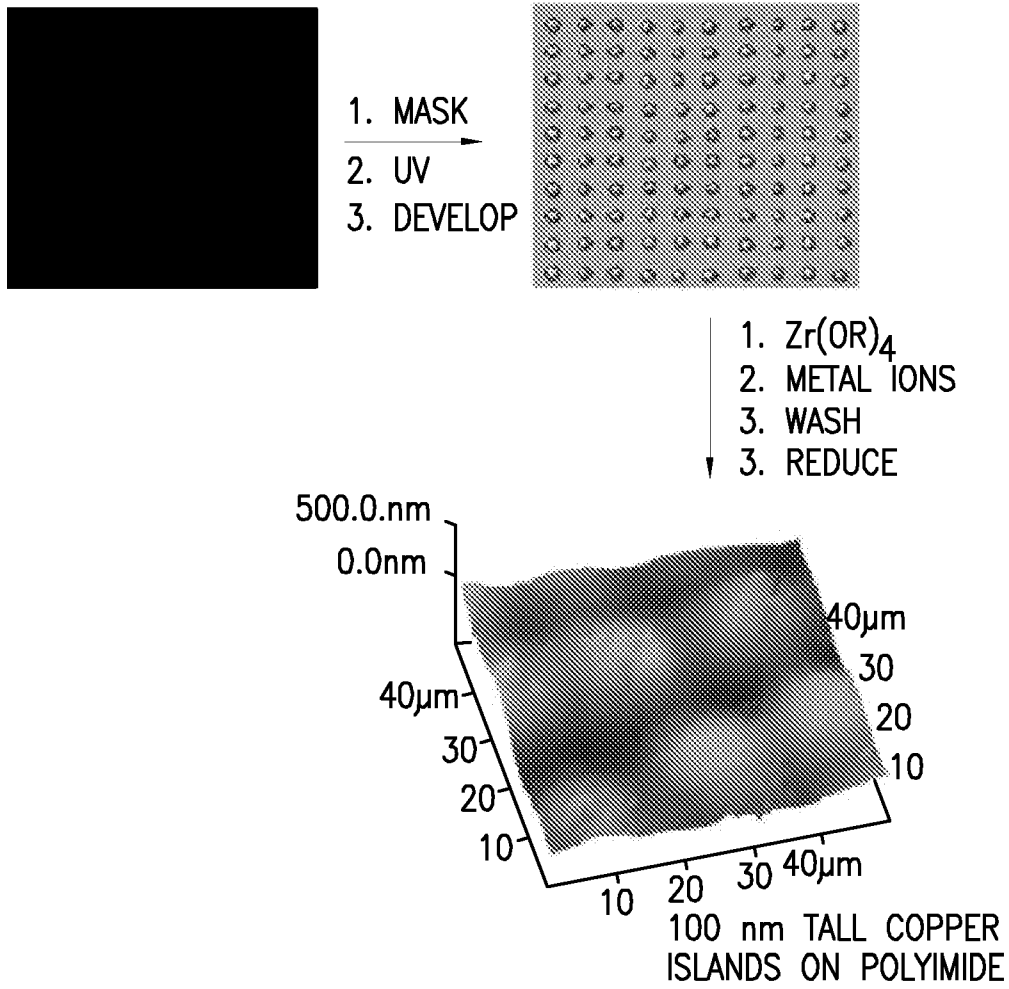 1. MASK
2. UV
3. DEVELOP
1. Zr(OR)4
2. METAL IONS
3. WASH
3. REDUCE
500.0.nm
0.0nm
40µm
30
20
10
40µm
30
20
10
10
20
30
40µm
100 nm TALL COPPER
ISLANDS ON POLYIMIDE